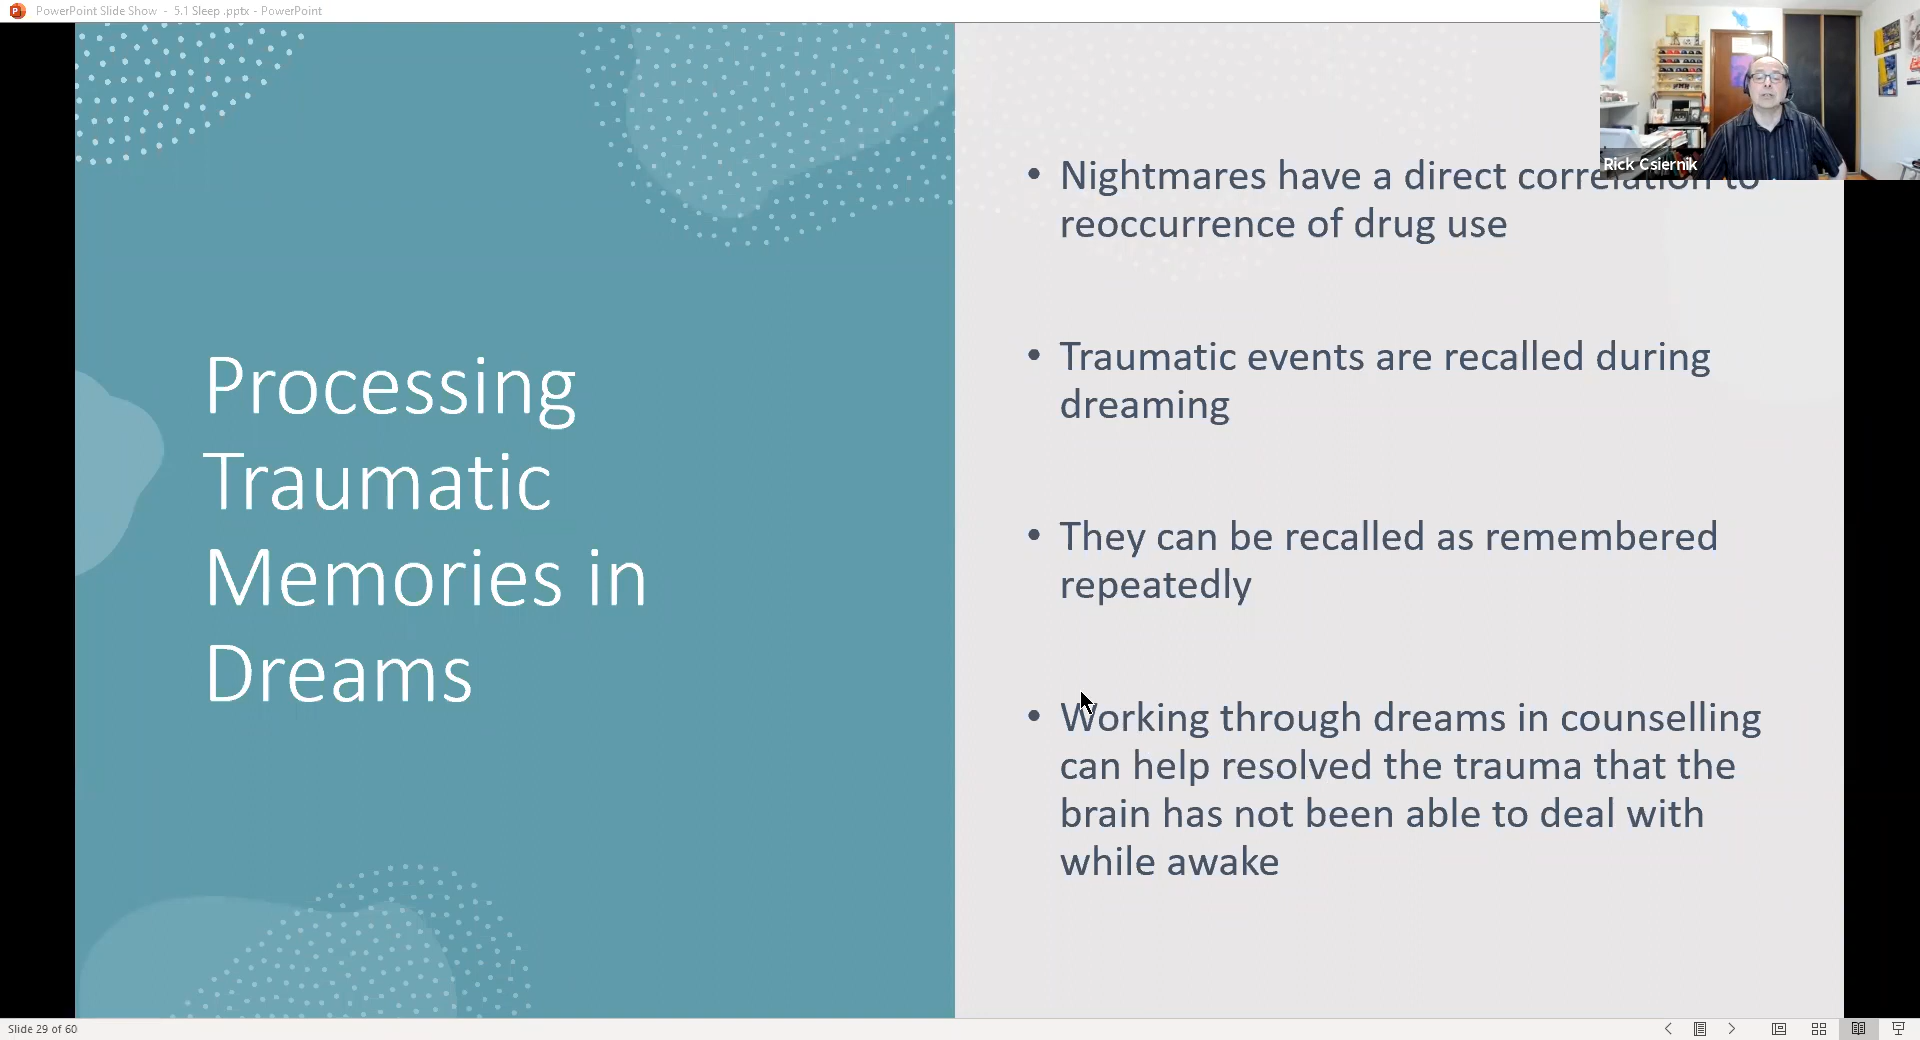 PowerPoint Slide Show - 5.1 Sleep .pptx - PowerPoint
Rick Csiernik
Processing
Traumatic
Memories in
Dreams
• Nightmares have a direct correlation to
reoccurrence of drug use
• Traumatic events are recalled during
dreaming
• They can be recalled as remembered
repeatedly
• Working through dreams in counselling
can help resolved the trauma that the
brain has not been able to deal with
while awake
Slide 29 of 60